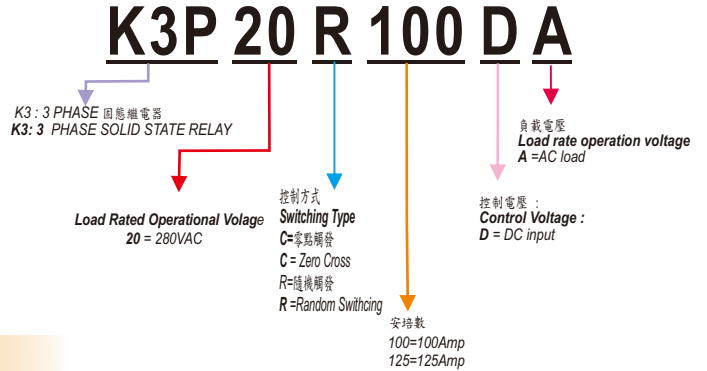 K3P 20 R 100 D A
K3 : 3 PHASE 固態繼電器
K3: 3 PHASE SOLID STATE RELAY
Load Rated Operational Volage
20 = 280VAC
控制方式
Switching Type
C=零點觸發
C = Zero Cross
R=隨機觸發
R =Random Swithcing
安培數
100=100Amp
125=125Amp
控制電壓 :
Control Voltage :
D = DC input
負載電壓
Load rate operation voltage
A =AC load